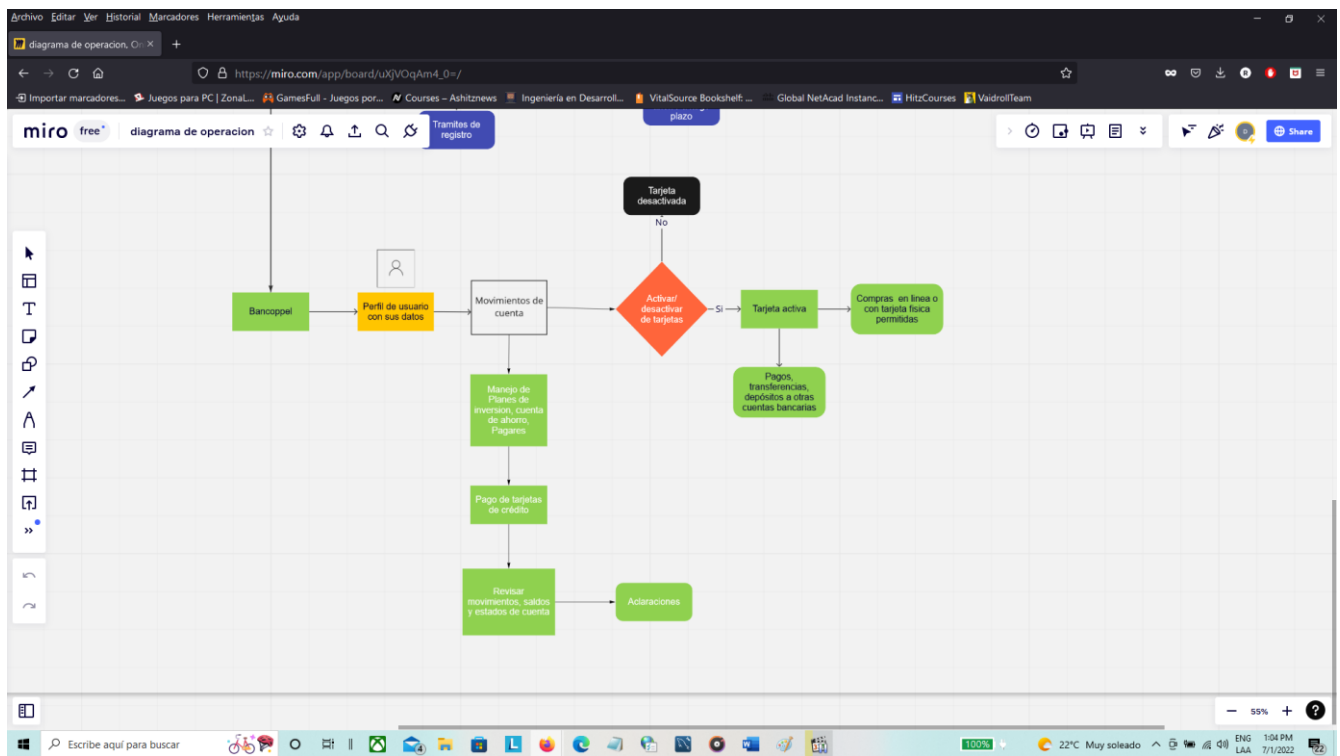 Archivo Editar Ver Historial Marcadores Herramientas Ayuda
diagrama de operacion, On
https://miro.com/app/board/uXjVOqAm4_0=/
Importar marcadores... Juegos para PC | ZonaL... GamesFull - Juegos por... Courses – Ashitznews Ingeniería en Desarroll... VitalSource Bookshelf: ... Global NetAcad Instanc... HitzCourses VaidrollTeam
miro free diagrama de operacion
Share
Tramites de
registro
plazo
Tarjeta
desactivada
No
Bancoppel
Perfil de usuario
con sus datos
Movimientos de
cuenta
Activar/
desactivar
de tarjetas
Si
Tarjeta activa
Compras en linea o
con tarjeta fisica
permitidas
Pagos,
transferencias,
depósitos a otras
cuentas bancarias
Manejo de
Planes de
inversion, cuenta
de ahorro,
Pagares
Pago de tarjetas
de crédito
Revisar
movimientos, saldos
y estados de cuenta
Aclaraciones
55%
Escribe aquí para buscar
100%
22°C Muy soleado
ENG
LAA
1:04 PM
7/1/2022